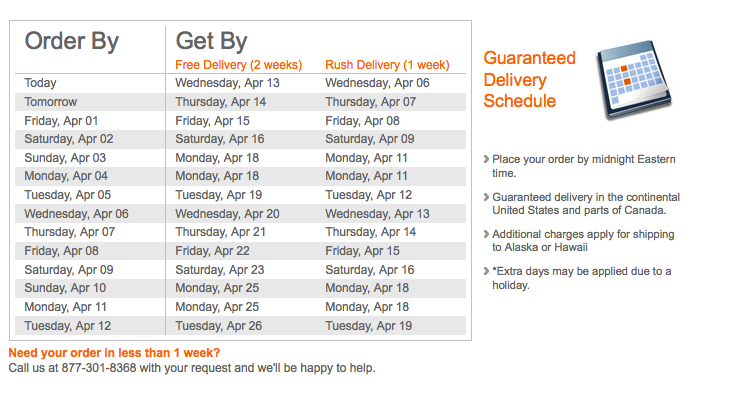 Order By Get By
Free Delivery (2 weeks) Rush Delivery (1 week)
Today Wednesday, Apr 13 Wednesday, Apr 06
Tomorrow Thursday, Apr 14 Thursday, Apr 07
Friday, Apr 01 Friday, Apr 15 Friday, Apr 08
Saturday, Apr 02 Saturday, Apr 16 Saturday, Apr 09
Sunday, Apr 03 Monday, Apr 18 Monday, Apr 11
Monday, Apr 04 Monday, Apr 18 Monday, Apr 11
Tuesday, Apr 05 Tuesday, Apr 19 Tuesday, Apr 12
Wednesday, Apr 06 Wednesday, Apr 20 Wednesday, Apr 13
Thursday, Apr 07 Thursday, Apr 21 Thursday, Apr 14
Friday, Apr 08 Friday, Apr 22 Friday, Apr 15
Saturday, Apr 09 Saturday, Apr 23 Saturday, Apr 16
Sunday, Apr 10 Monday, Apr 25 Monday, Apr 18
Monday, Apr 11 Monday, Apr 25 Monday, Apr 18
Tuesday, Apr 12 Tuesday, Apr 26 Tuesday, Apr 19
Need your order in less than 1 week?
Call us at 877-301-8368 with your request and we'll be happy to help.
Guaranteed
Delivery
Schedule
Place your order by midnight Eastern
time.
Guaranteed delivery in the continental
United States and parts of Canada.
Additional charges apply for shipping
to Alaska or Hawaii
*Extra days may be applied due to a
holiday.